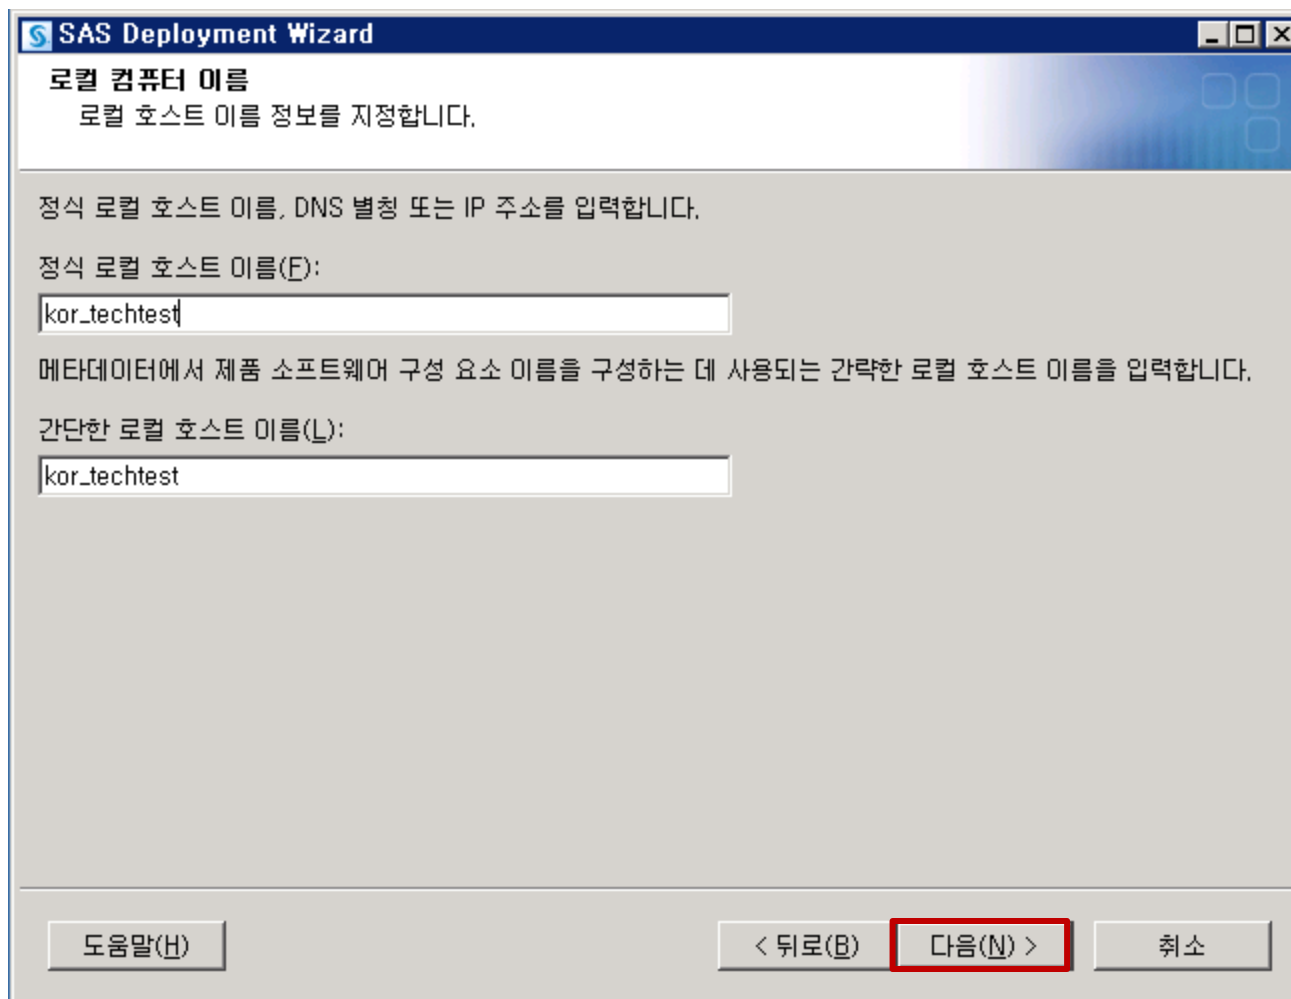 SAS Deployment Wizard
로컬 컴퓨터 이름
로컬 호스트 이름 정보를 지정합니다.
정식 로컬 호스트 이름, DNS 별칭 또는 IP 주소를 입력합니다.
정식 로컬 호스트 이름(F):
kor_techtest
메타데이터에서 제품 소프트웨어 구성 요소 이름을 구성하는 데 사용되는 간략한 로컬 호스트 이름을 입력합니다.
간단한 로컬 호스트 이름(L):
kor_techtest
도움말(H) < 뒤로(B) 다음(N) > 취소